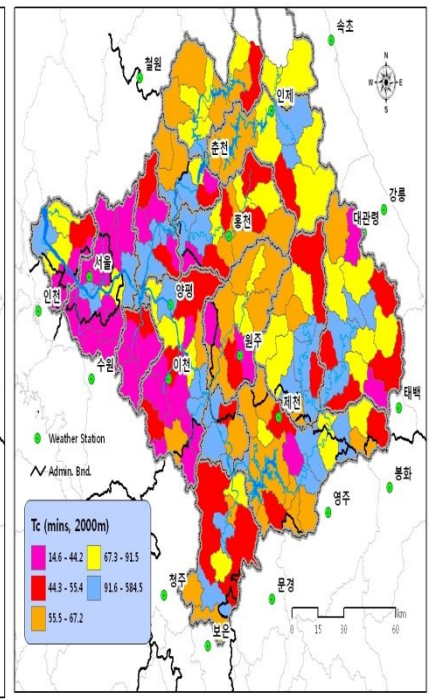 속초
철원
N
W E
S
인제
춘천
강릉
대관령
홍천
서울
인천
양평
원주
수원
이천
태백
제천
Weather Station
Admin. Bnd.
봉화
영주
Tc (mins, 2000m)
14.6 - 44.2 67.3 - 91.5
44.3 - 55.4 91.6 - 584.5
55.5 - 67.2
청주
문경
보은
km
0 15 30 60